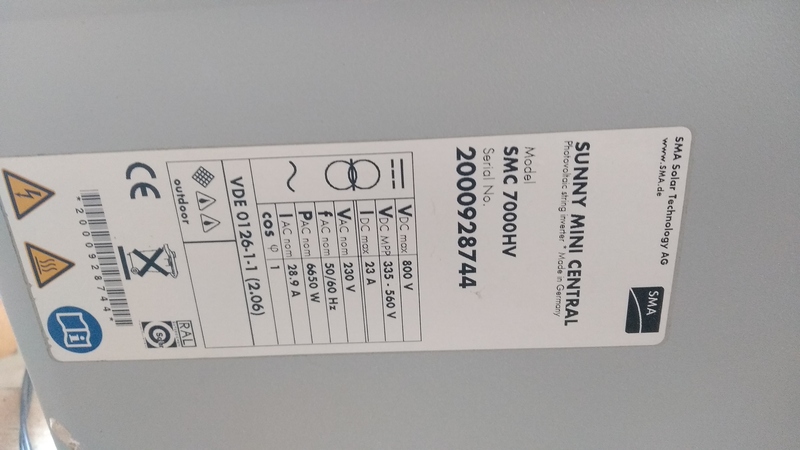 SMA Solar Technology AG
www.SMA.de
SMA
SUNNY MINI CENTRAL
Photovoltaic string inverter * Made in Germany
Model
SMC 7000HV
Serial No.
2000928744
VDC max 800 V
VDC MPP 335 - 560 V
IDC max 23 A
VAC nom 230 V
fAC nom 50/60 Hz
PAC nom 6650 W
IAC nom 28.9 A
cos φ 1
VDE 0126-1-1 (2.06)
outdoor
RAL
CE
*2000928744*